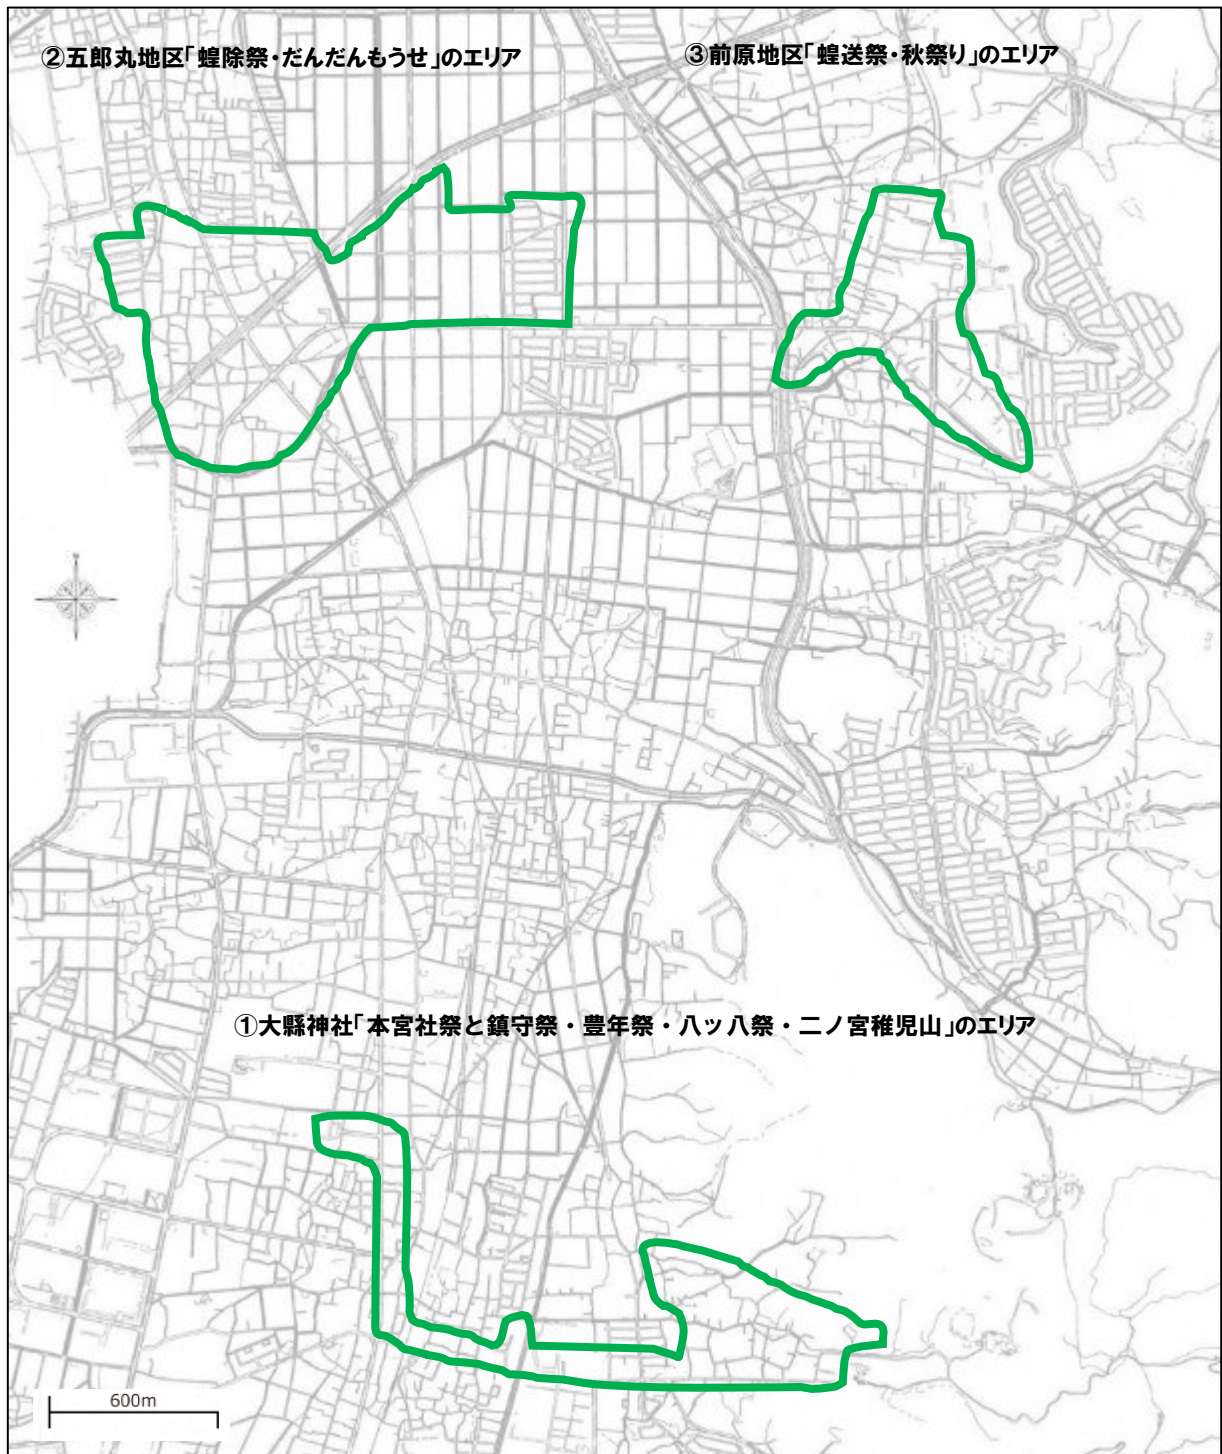 ②五郎丸地区「蝗除祭・だんだんもうせ」のエリア
③前原地区「蝗送祭・秋祭り」のエリア
①大縣神社「本宮社祭と鎮守祭・豊年祭・八ッ八祭・二ノ宮稚児山」のエリア
600m